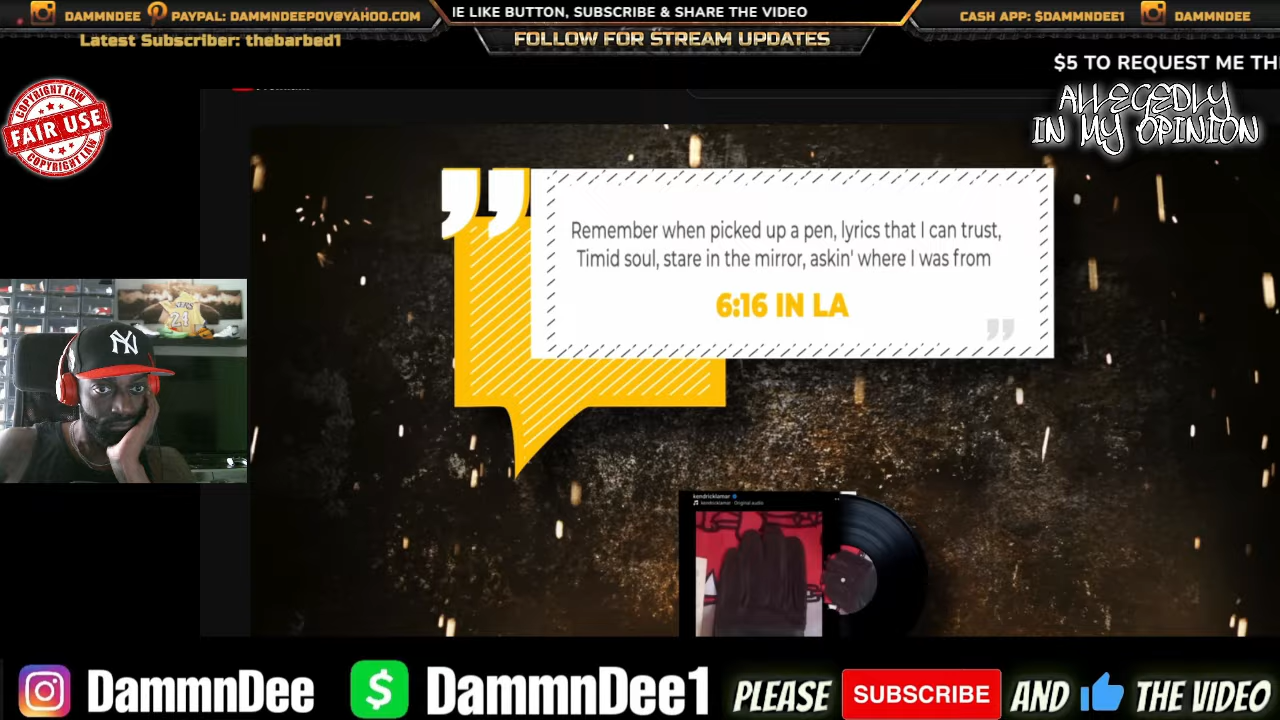 DAMMNDEE
PAYPAL: DAMMNDEEPOV@YAHOO.COM
IE LIKE BUTTON, SUBSCRIBE & SHARE THE VIDEO
CASH APP: $DAMMNDEE1
DAMMNDEE
Latest Subscriber: thebarbed1
FOLLOW FOR STREAM UPDATES
$5 TO REQUEST ME TH
ALLEGEDLY
IN MY OPINION
COPYRIGHT LAW
FAIR USE
COPYRIGHT LAW
Remember when picked up a pen, lyrics that I can trust,
Timid soul, stare in the mirror, askin' where I was from
6:16 IN LA
NY
24
kendricklamar
kendricklamar · Original audio
DammnDee
$
DammnDee1
PLEASE
SUBSCRIBE
AND
THE VIDEO